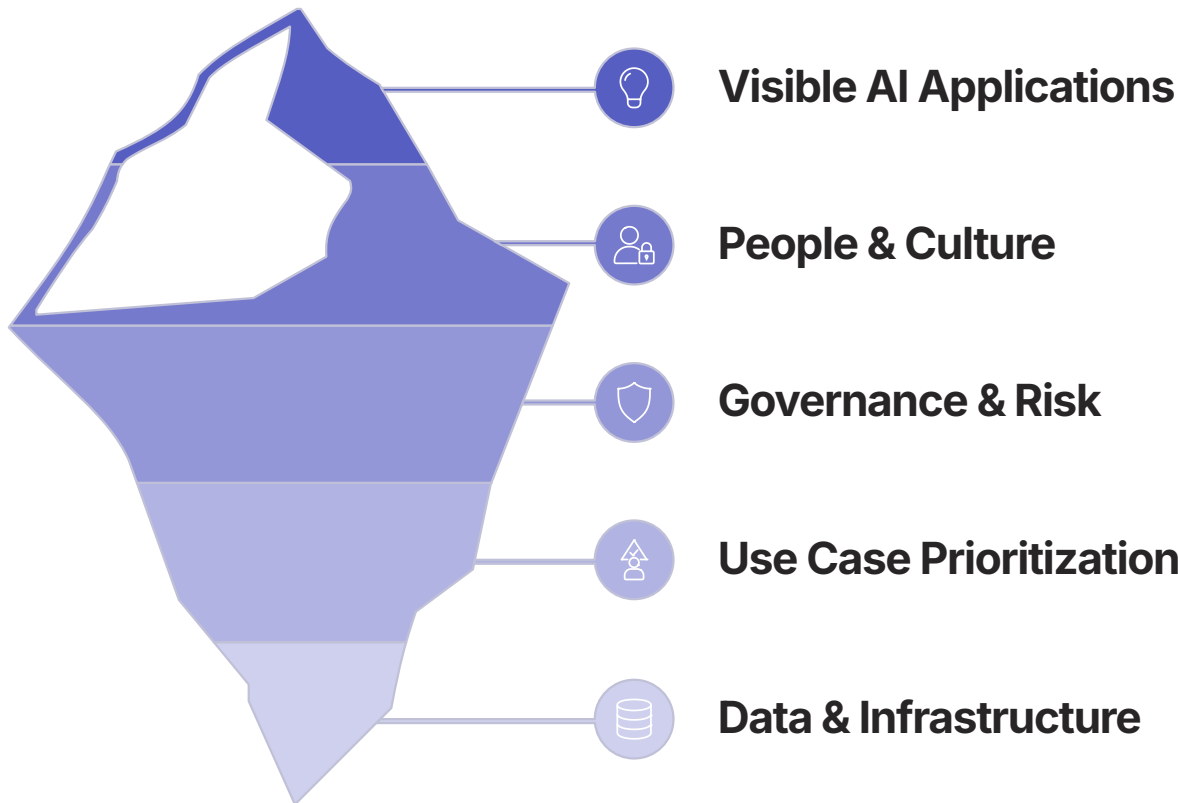 Visible AI Applications
People & Culture
Governance & Risk
Use Case Prioritization
Data & Infrastructure